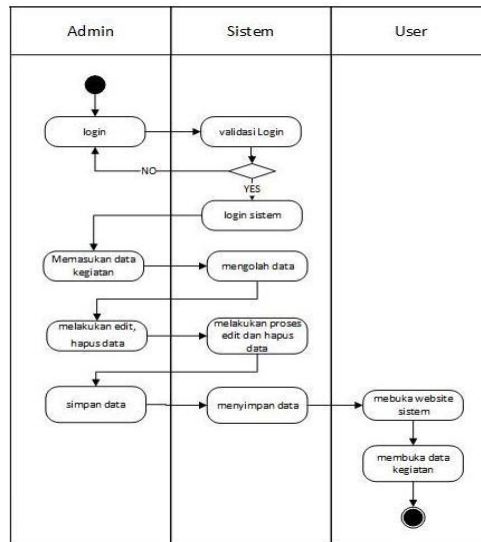 Admin
Sistem
User
login
validasi Login
NO
YES
login sistem
Memasukan data
kegiatan
mengolah data
melakukan edit,
hapus data
melakukan proses
edit dan hapus
data
simpan data
menyimpan data
mebuka website
sistem
membuka data
kegiatan